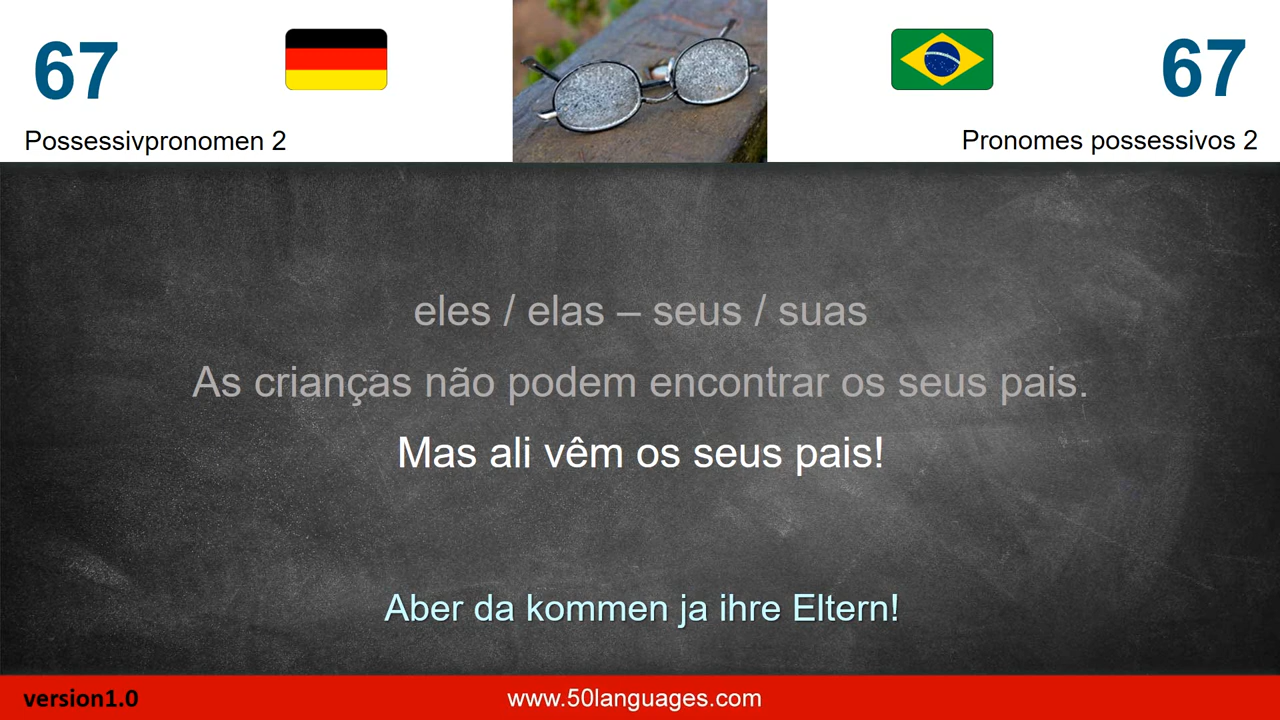 67
67
Possessivpronomen 2
Pronomes possessivos 2
eles / elas – seus / suas
As crianças não podem encontrar os seus pais.
Mas ali vêm os seus pais!
Aber da kommen ja ihre Eltern!
version1.0
www.50languages.com